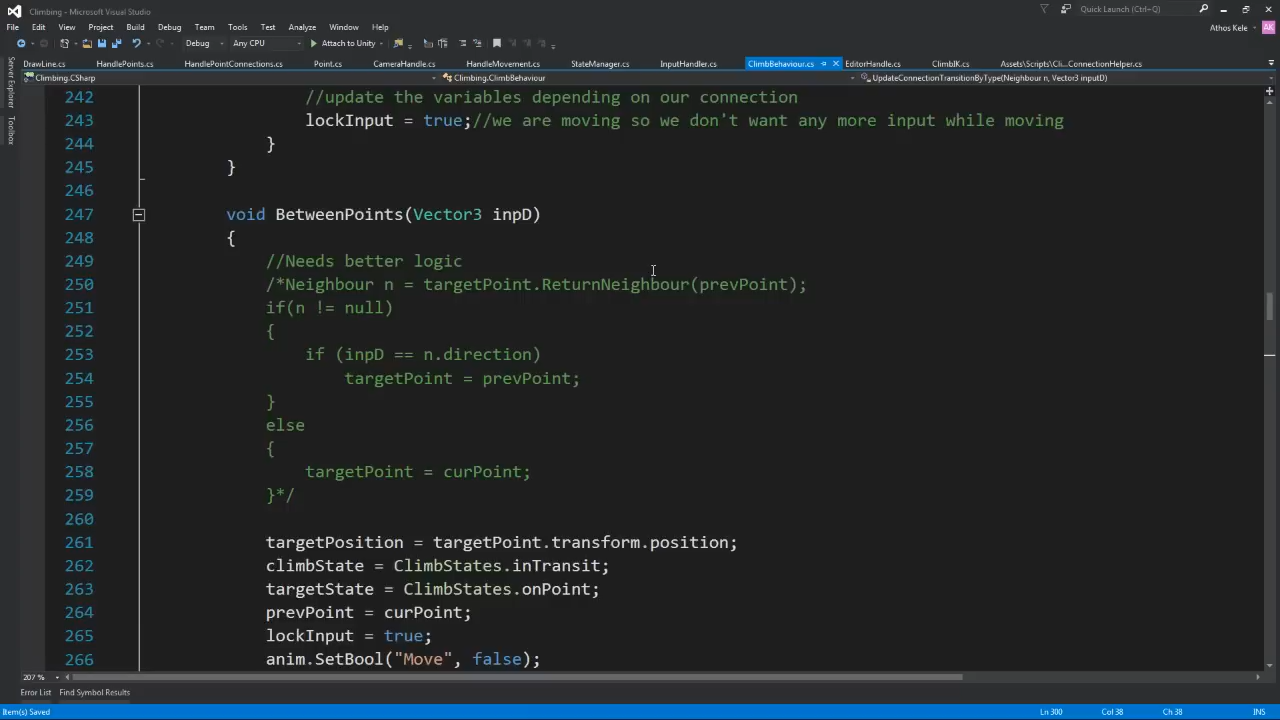 Climbing - Microsoft Visual Studio
Quick Launch (Ctrl+Q)
File Edit View Project Build Debug Team Tools Test Analyze Window Help
Athos Kele AK
Debug Any CPU Attach to Unity
DrawLine.cs HandlePoints.cs HandlePointConnections.cs Point.cs CameraHandle.cs HandleMovement.cs StateManager.cs InputHandler.cs ClimbBehaviour.cs EditorHandle.cs ClimbIK.cs Assets\Scripts\Cli...ConnectionHelper.cs
Climbing.CSharp Climbing.ClimbBehaviour UpdateConnectionTransitionByType(Neighbour n, Vector3 inputD)
Server Explorer
Toolbox
242 //update the variables depending on our connection
243 lockInput = true;//we are moving so we don't want any more input while moving
244 }
245 }
246
247 void BetweenPoints(Vector3 inpD)
248 {
249 //Needs better logic
250 /*Neighbour n = targetPoint.ReturnNeighbour(prevPoint);
251 if(n != null)
252 {
253 if (inpD == n.direction)
254 targetPoint = prevPoint;
255 }
256 else
257 {
258 targetPoint = curPoint;
259 }*/
260
261 targetPosition = targetPoint.transform.position;
262 climbState = ClimbStates.inTransit;
263 targetState = ClimbStates.onPoint;
264 prevPoint = curPoint;
265 lockInput = true;
266 anim.SetBool("Move", false);
207 %
Error List Find Symbol Results
Item(s) Saved Ln 300 Col 38 Ch 38 INS